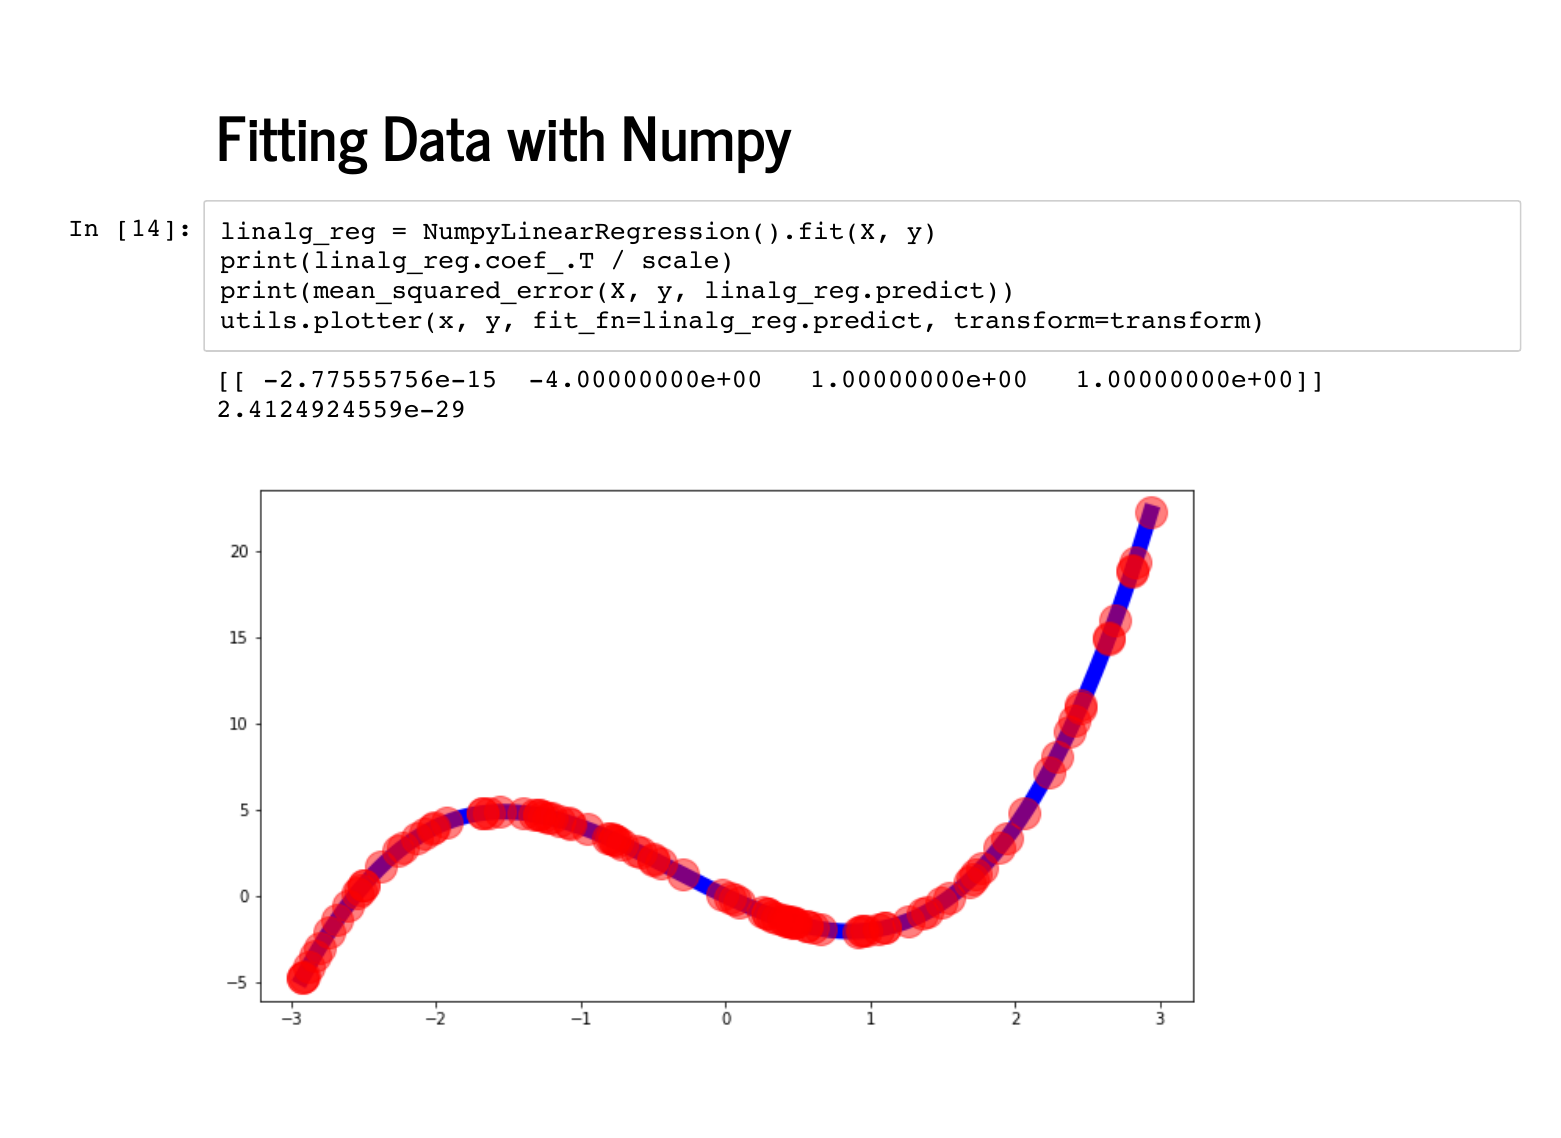 Fitting Data with Numpy
In [14]:
linalg_reg = NumpyLinearRegression().fit(X, y)
print(linalg_reg.coef_.T / scale)
print(mean_squared_error(X, y, linalg_reg.predict))
utils.plotter(x, y, fit_fn=linalg_reg.predict, transform=transform)
[[ -2.77555756e-15  -4.00000000e+00   1.00000000e+00   1.00000000e+00]]
2.4124924559e-29
20
15
10
5
0
−5
−3 −2 −1 0 1 2 3